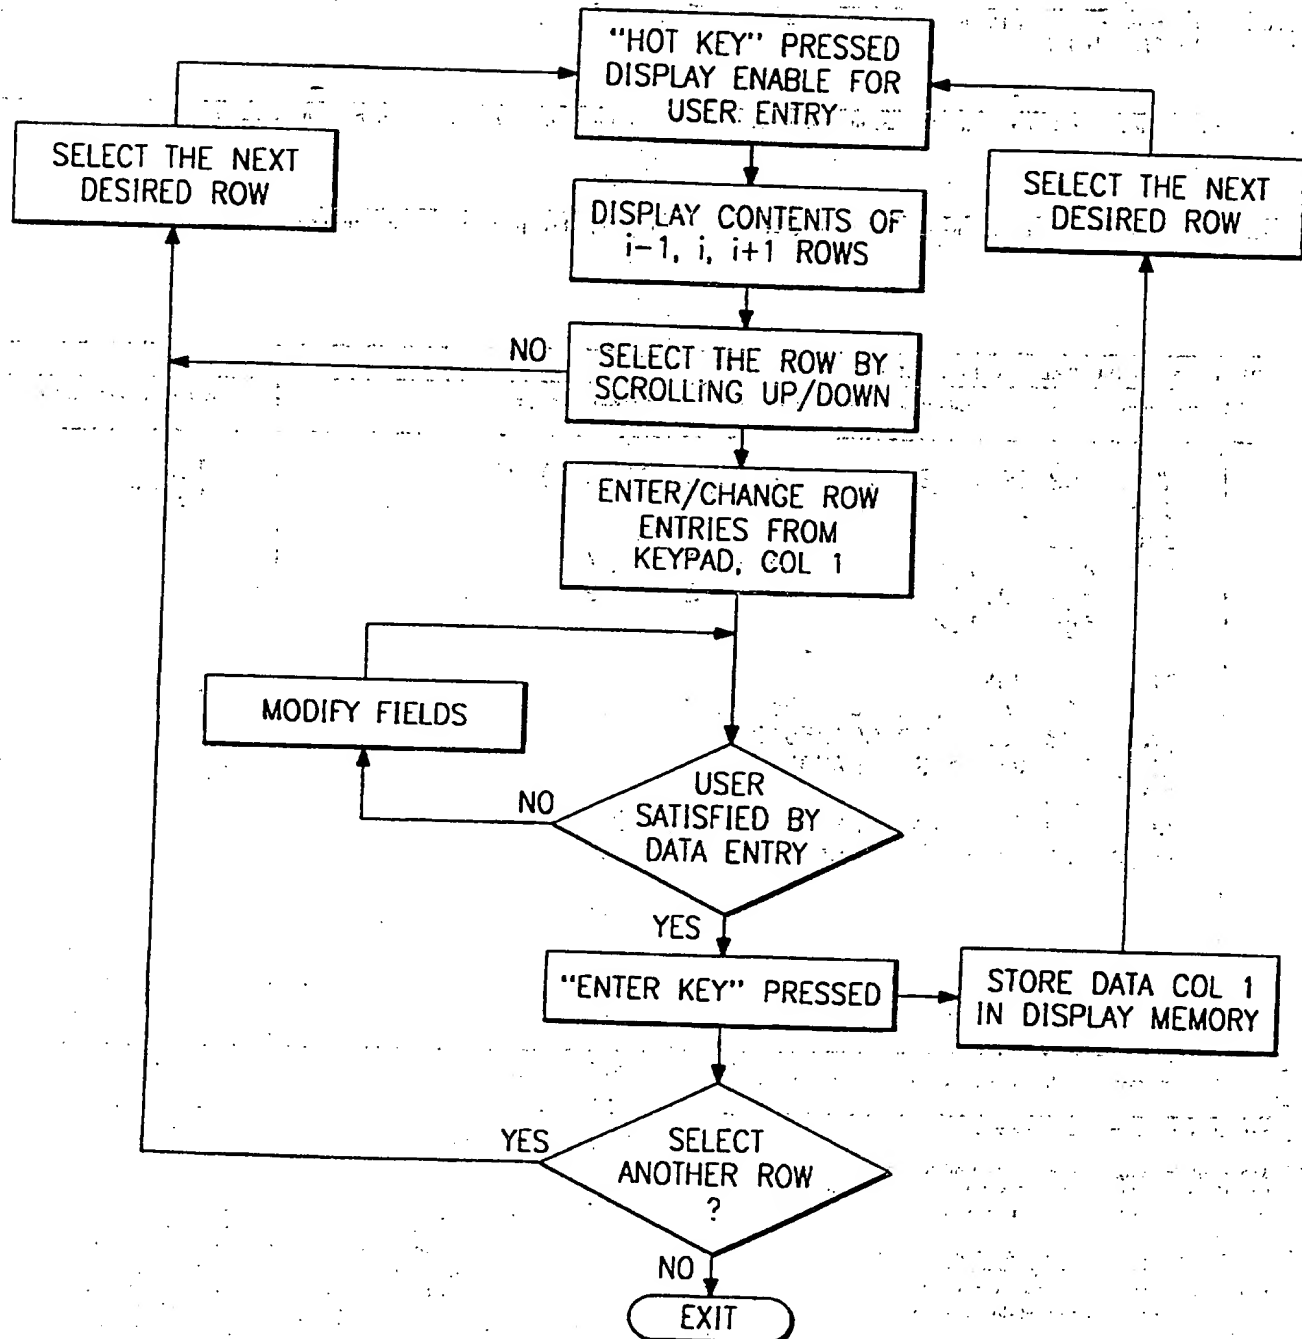 “HOT KEY” PRESSED
DISPLAY ENABLE FOR
USER ENTRY
SELECT THE NEXT
DESIRED ROW
SELECT THE NEXT
DESIRED ROW
DISPLAY CONTENTS OF
i−1, i, i+1 ROWS
NO
SELECT THE ROW BY
SCROLLING UP/DOWN
ENTER/CHANGE ROW
ENTRIES FROM
KEYPAD, COL 1
MODIFY FIELDS
NO
USER
SATISFIED BY
DATA ENTRY
YES
“ENTER KEY” PRESSED
STORE DATA COL 1
IN DISPLAY MEMORY
YES
SELECT
ANOTHER ROW
?
NO
EXIT